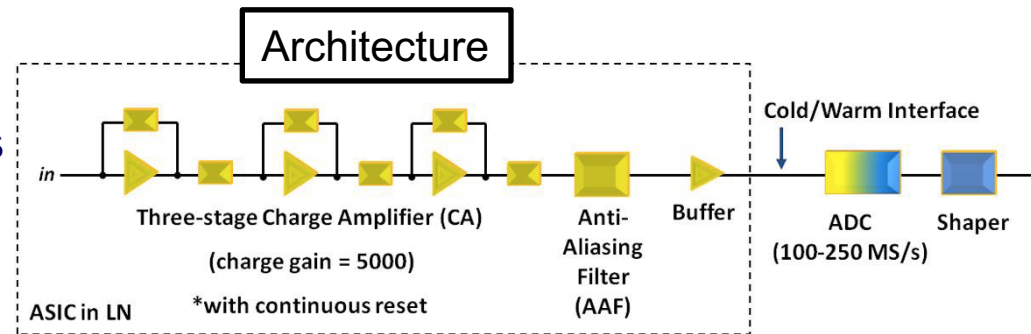 Architecture
s
in
Three-stage Charge Amplifier (CA)
(charge gain = 5000)
*with continuous reset
ASIC in LN
Anti-
Aliasing
Filter
(AAF)
Buffer
Cold/Warm Interface
ADC
(100-250 MS/s)
Shaper